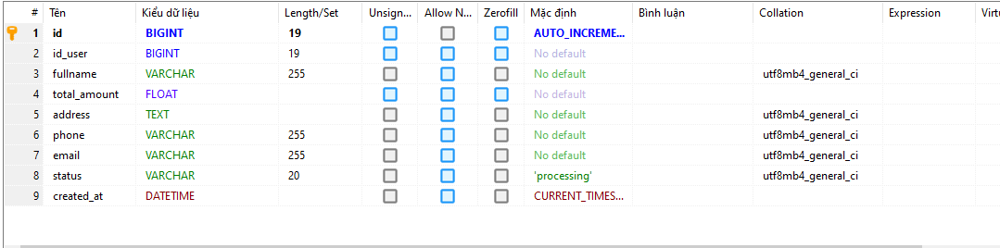 # Tên Kiểu dữ liệu Length/Set Unsign... Allow N... Zerofill Mặc định Bình luận Collation Expression Virtu
1 id BIGINT 19 AUTO_INCREME...
2 id_user BIGINT 19 No default
3 fullname VARCHAR 255 No default utf8mb4_general_ci
4 total_amount FLOAT No default
5 address TEXT No default utf8mb4_general_ci
6 phone VARCHAR 255 No default utf8mb4_general_ci
7 email VARCHAR 255 No default utf8mb4_general_ci
8 status VARCHAR 20 'processing' utf8mb4_general_ci
9 created_at DATETIME CURRENT_TIMES...